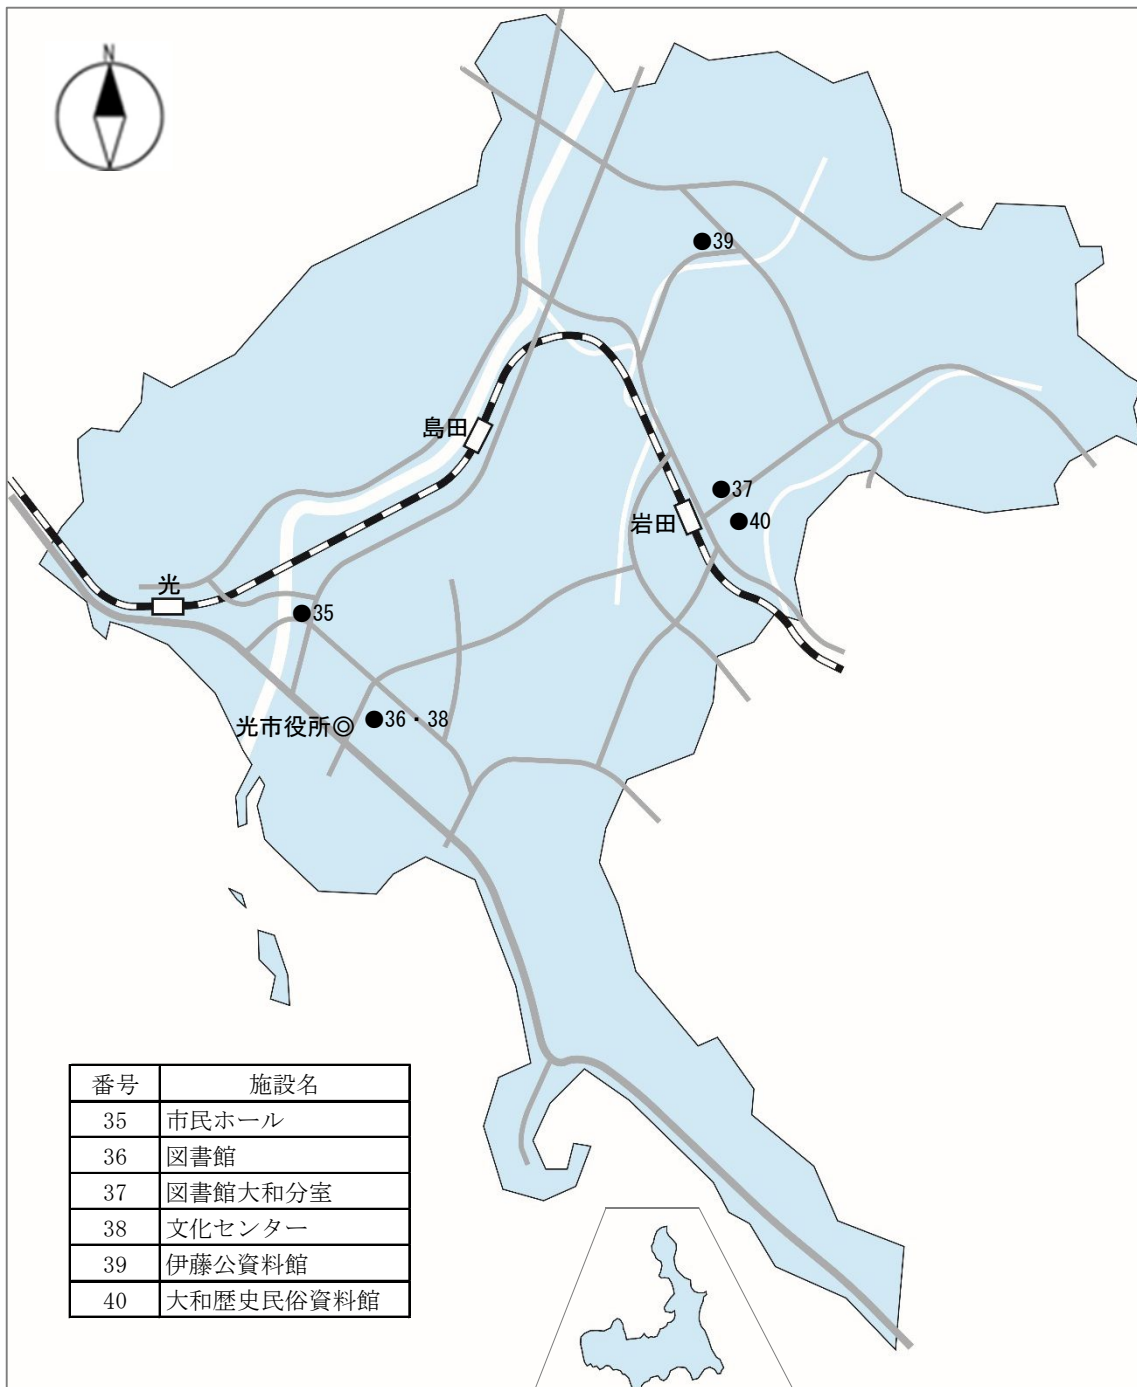 N
39
島田
37
岩田
40
光
35
光市役所◎
36・38
番号 施設名
35 市民ホール
36 図書館
37 図書館大和分室
38 文化センター
39 伊藤公資料館
40 大和歴史民俗資料館